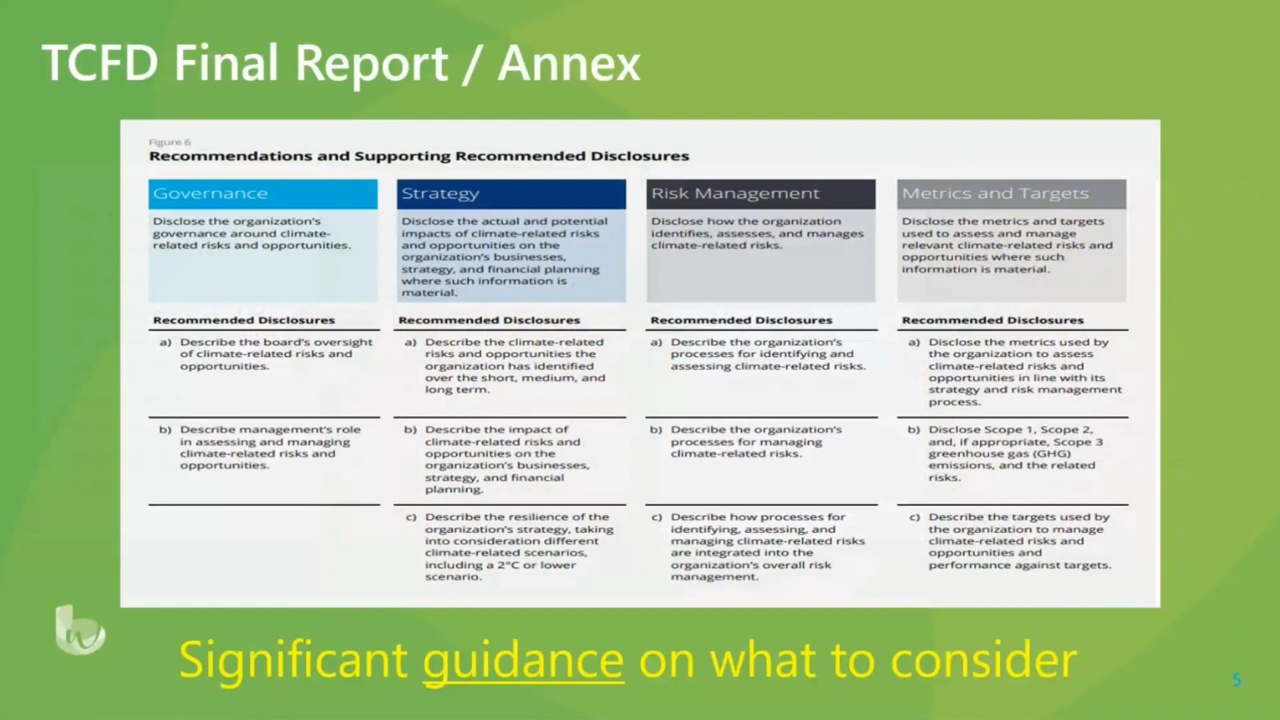 TCFD Final Report / Annex
Figure 6
Recommendations and Supporting Recommended Disclosures
Governance
Disclose the organization's
governance around climate-
related risks and opportunities.
Recommended Disclosures
a) Describe the board's oversight
of climate-related risks and
opportunities.
b) Describe management's role
in assessing and managing
climate-related risks and
opportunities.
Strategy
Disclose the actual and potential
impacts of climate-related risks
and opportunities on the
organization's businesses,
strategy, and financial planning
where such information is
material.
Recommended Disclosures
a) Describe the climate-related
risks and opportunities the
organization has identified
over the short, medium, and
long term.
b) Describe the impact of
climate-related risks and
opportunities on the
organization's businesses,
strategy, and financial
planning.
c) Describe the resilience of the
organization's strategy, taking
into consideration different
climate-related scenarios,
including a 2°C or lower
scenario.
Risk Management
Disclose how the organization
identifies, assesses, and manages
climate-related risks.
Recommended Disclosures
a) Describe the organization's
processes for identifying and
assessing climate-related risks.
b) Describe the organization's
processes for managing
climate-related risks.
c) Describe how processes for
identifying, assessing, and
managing climate-related risks
are integrated into the
organization's overall risk
management.
Metrics and Targets
Disclose the metrics and targets
used to assess and manage
relevant climate-related risks and
opportunities where such
information is material.
Recommended Disclosures
a) Disclose the metrics used by
the organization to assess
climate-related risks and
opportunities in line with its
strategy and risk management
process.
b) Disclose Scope 1, Scope 2,
and, if appropriate, Scope 3
greenhouse gas (GHG)
emissions, and the related
risks.
c) Describe the targets used by
the organization to manage
climate-related risks and
opportunities and
performance against targets.
Significant guidance on what to consider
5